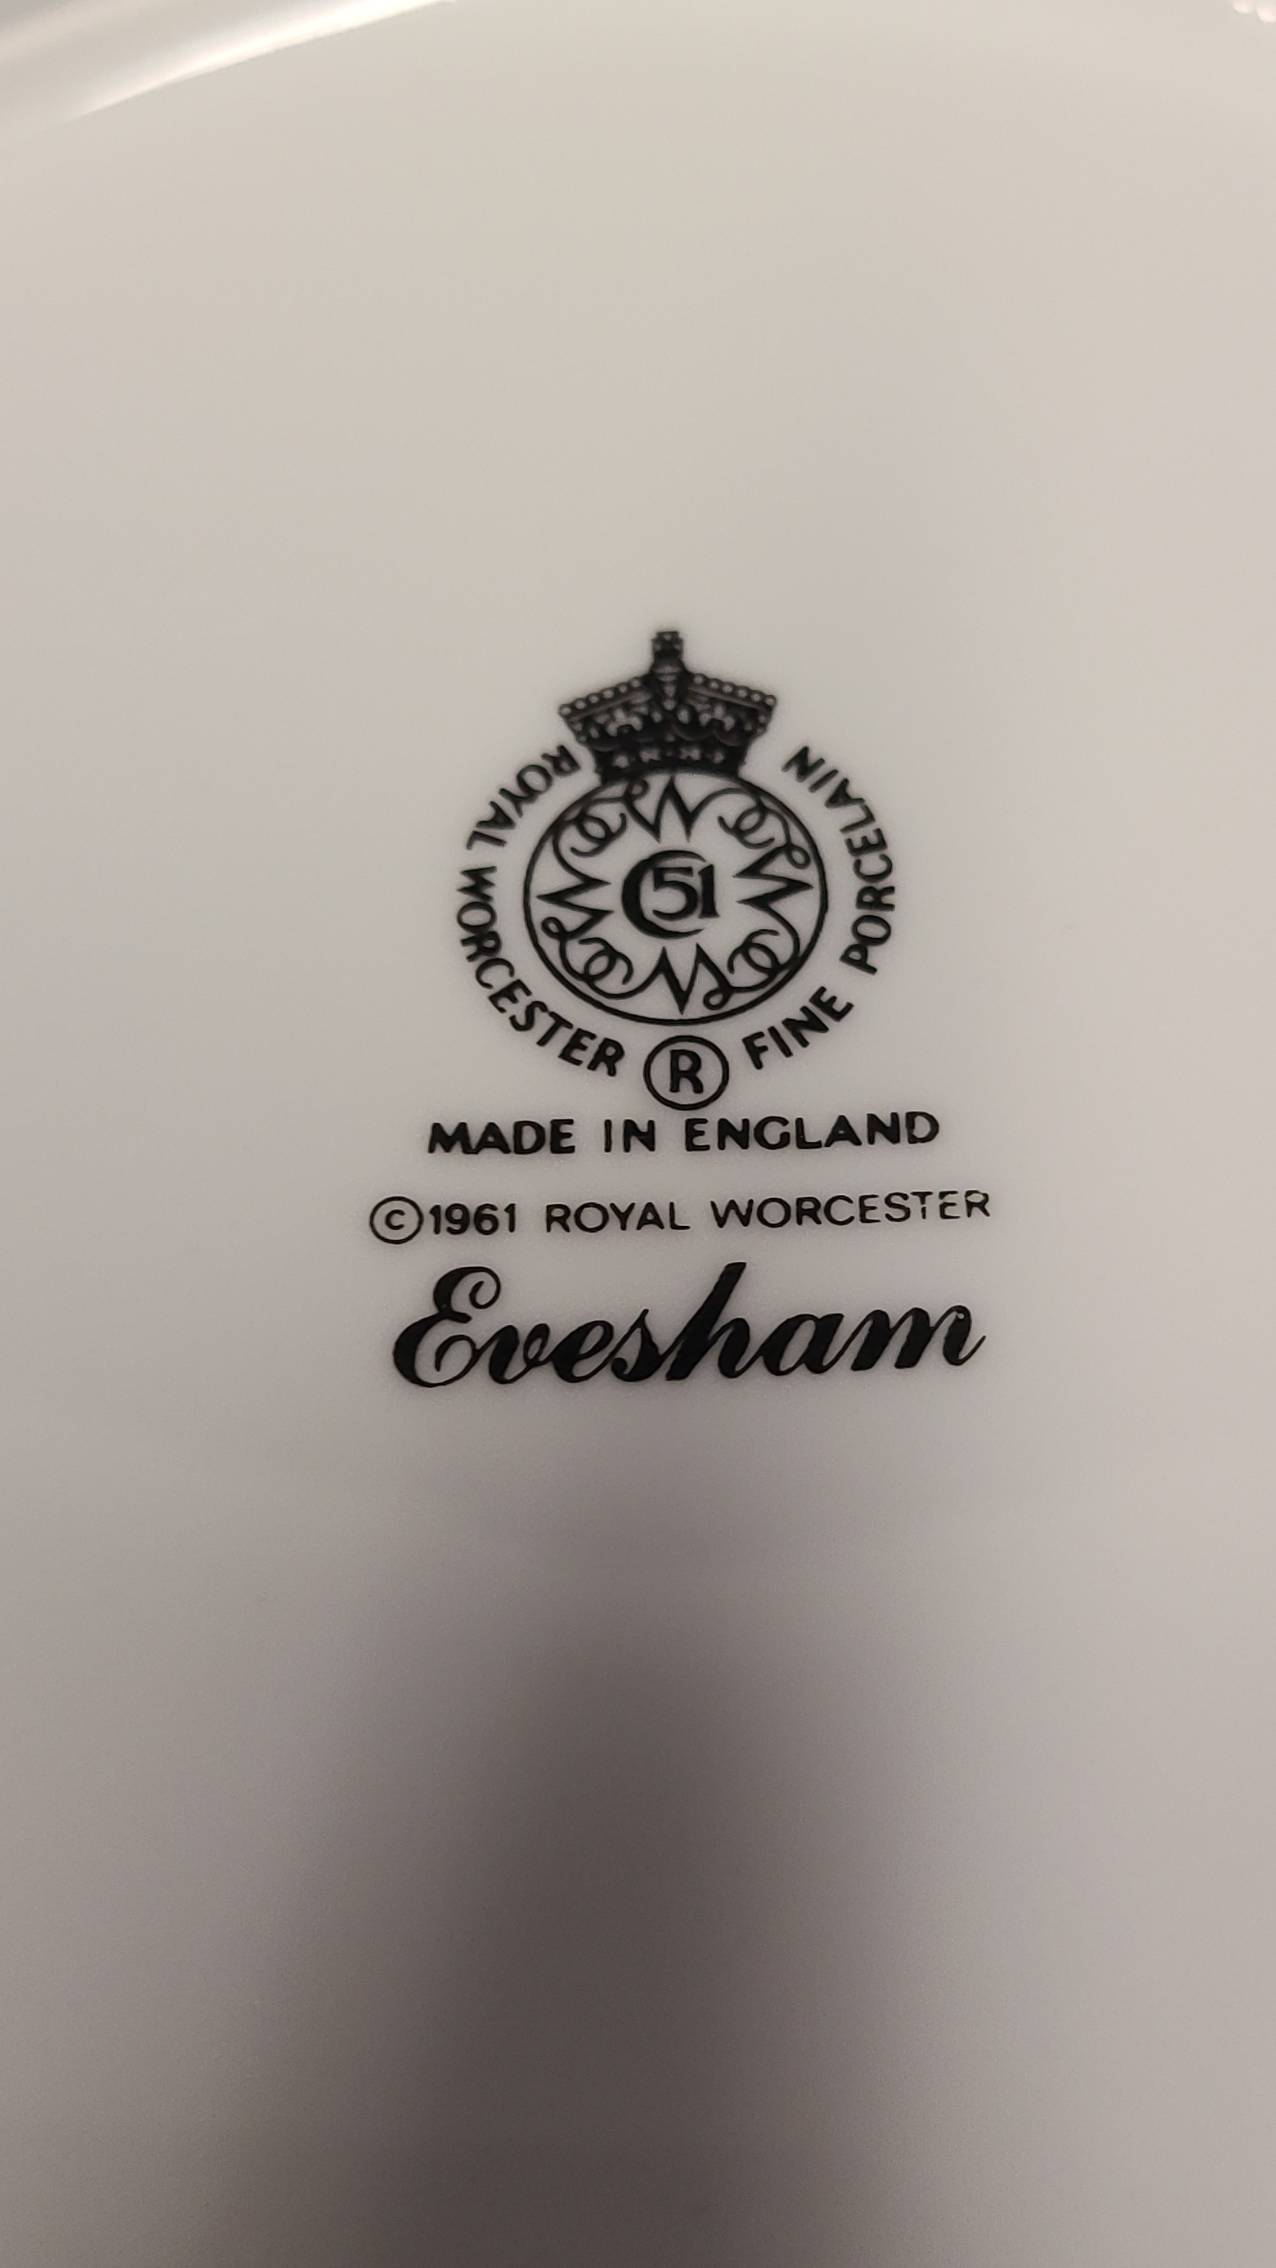 ROYAL WORCESTER ® FINE PORCELAIN
C51
MADE IN ENGLAND
©1961 ROYAL WORCESTER
Evesham